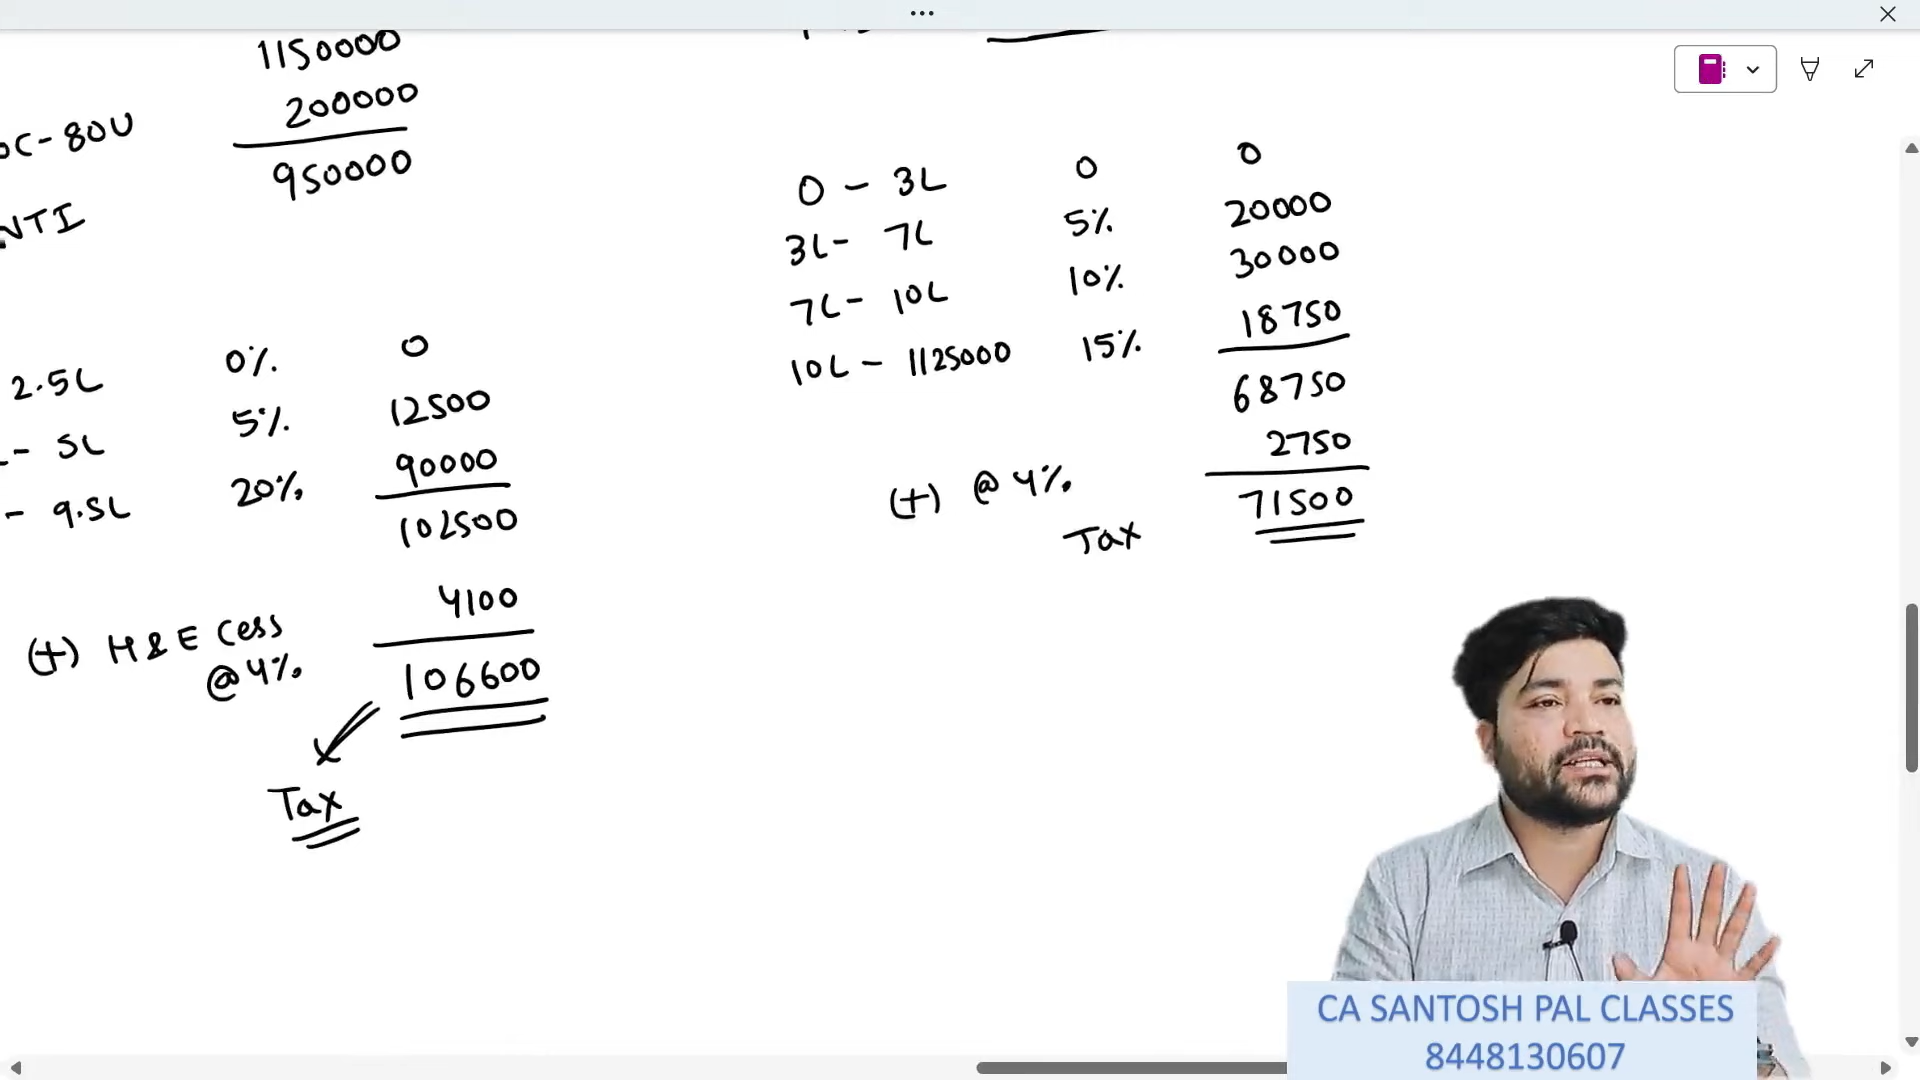 1150000
200000
C-80U
950000
NTI
2.5L 0% 0
- 5L 5% 12500
- 9.5L 20% 90000
102500
4100
(+) H & E Cess
@4%
106600
Tax
0 - 3L 0 0
3L- 7L 5% 20000
7L- 10L 10% 30000
10L - 1125000 15% 18750
68750
2750
(+) @ 4%
71500
Tax
CA SANTOSH PAL CLASSES
8448130607